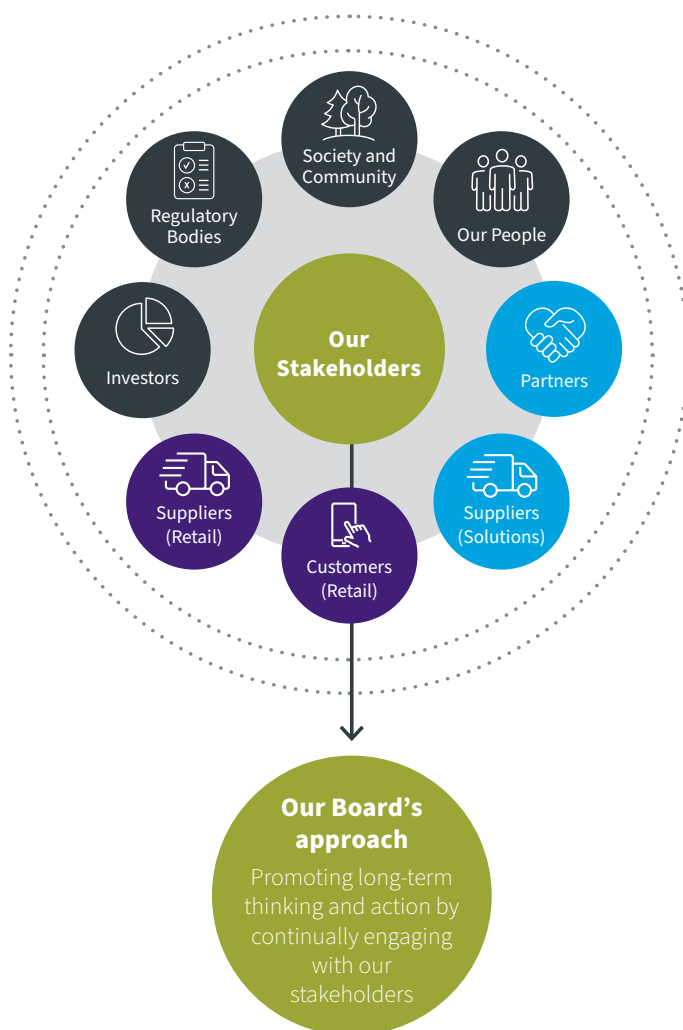 Society and
Community
Regulatory
Bodies
Our People
Our
Stakeholders
Investors
Partners
Suppliers
(Retail)
Suppliers
(Solutions)
Customers
(Retail)
Our Board’s
approach
Promoting long-term
thinking and action by
continually engaging
with our
stakeholders